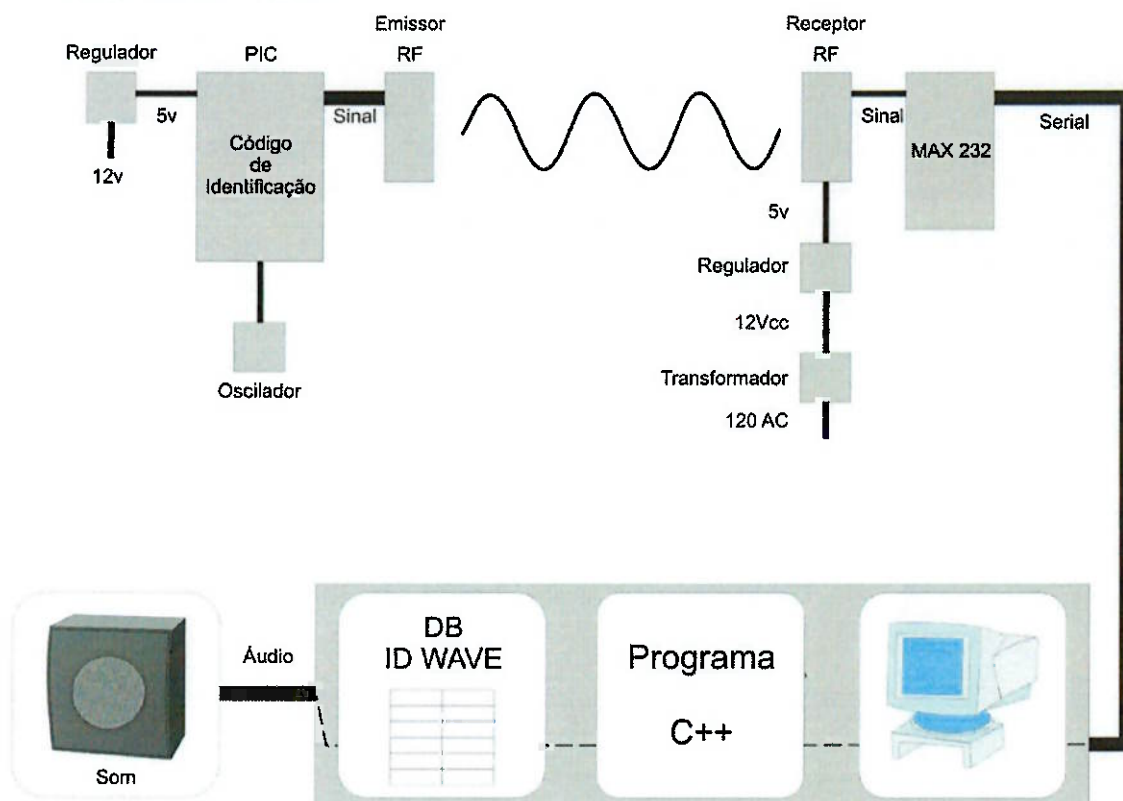 Emissor
Receptor
Regulador
PIC
RF
RF
5v
Sinal
Sinal
Serial
12v
Código
de
Identificação
MAX 232
5v
Regulador
12Vcc
Oscilador
Transformador
120 AC
DB
ID WAVE
Programa
C++
Áudio
Som